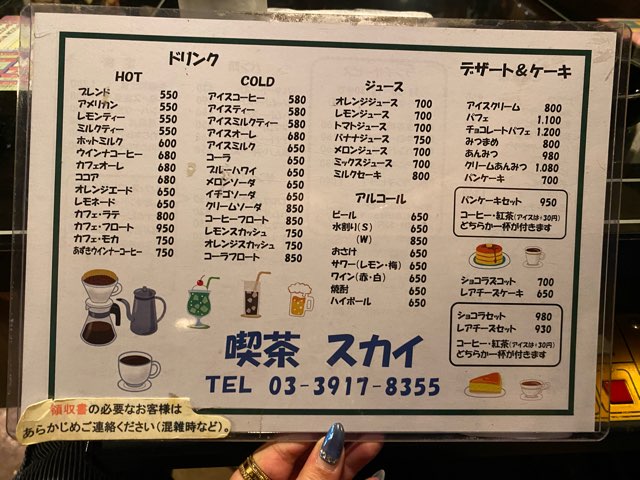 ドリンク
HOT
ブレンド 550
アメリカン 550
レモンティー 550
ミルクティー 550
ホットミルク 600
ウインナコーヒー 680
カフェオーレ 680
ココア 680
オレンジエード 650
レモネード 650
カフェ・ラテ 800
カフェ・フロート 950
カフェ・モカ 750
あずきウインナーコーヒー 750
COLD
アイスコーヒー 580
アイスティー 580
アイスミルクティー 580
アイスオーレ 680
アイスミルク 650
コーラ 650
ブルーハワイ 650
メロンソーダ 650
イチゴソーダ 650
クリームソーダ 850
コーヒーフロート 850
レモンスカッシュ 750
オレンジスカッシュ 750
コーラフロート 850
ジュース
オレンジジュース 700
レモンジュース 700
トマトジュース 700
バナナジュース 750
メロンジュース 700
ミックスジュース 750
ミルクセーキ 800
アルコール
ビール 650
水割り(S) 650
(W) 850
おさけ 650
サワー(レモン・梅) 650
ワイン(赤・白) 650
焼酎 650
ハイボール 650
デザート&ケーキ
アイスクリーム 800
パフェ 1.100
チョコレートパフェ 1.200
みつまめ 800
あんみつ 980
クリームあんみつ 1.080
パンケーキ 700
パンケーキセット 950
コーヒー・紅茶(アイスは+30円)
どちらか一杯が付きます
ショコラスコット 700
レアチーズケーキ 650
ショコラセット 980
レアチーズセット 930
コーヒー・紅茶(アイスは+30円)
どちらか一杯が付きます
喫茶 スカイ
TEL 03-3917-8355
領収書の必要なお客様は
あらかじめご連絡ください(混雑時など)。